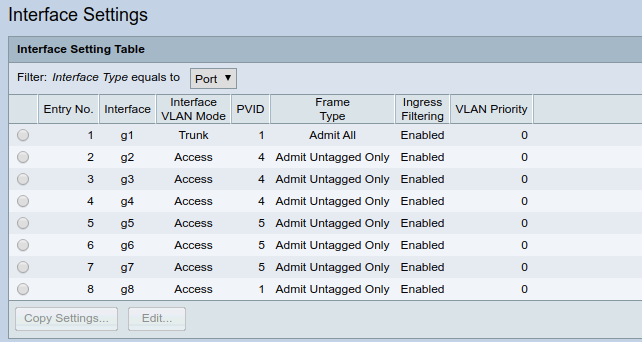 Interface Settings
Interface Setting Table
Filter: Interface Type equals to Port
Entry No. Interface Interface VLAN Mode PVID Frame Type Ingress Filtering VLAN Priority
1 g1 Trunk 1 Admit All Enabled 0
2 g2 Access 4 Admit Untagged Only Enabled 0
3 g3 Access 4 Admit Untagged Only Enabled 0
4 g4 Access 4 Admit Untagged Only Enabled 0
5 g5 Access 5 Admit Untagged Only Enabled 0
6 g6 Access 5 Admit Untagged Only Enabled 0
7 g7 Access 5 Admit Untagged Only Enabled 0
8 g8 Access 1 Admit Untagged Only Enabled 0
Copy Settings... Edit...